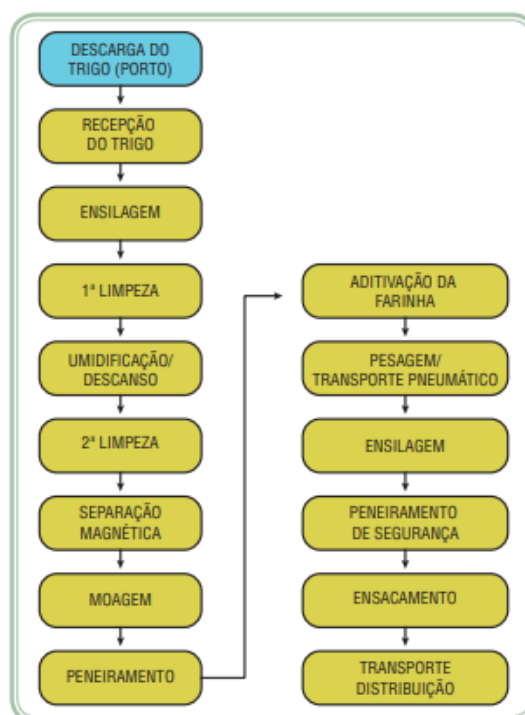 DESCARGA DO
TRIGO (PORTO)
RECEPÇÃO
DO TRIGO
ENSILAGEM
1ª LIMPEZA
UMIDIFICAÇÃO/
DESCANSO
2ª LIMPEZA
SEPARAÇÃO
MAGNÉTICA
MOAGEM
PENEIRAMENTO
ADITIVAÇÃO DA
FARINHA
PESAGEM/
TRANSPORTE PNEUMÁTICO
ENSILAGEM
PENEIRAMENTO
DE SEGURANÇA
ENSACAMENTO
TRANSPORTE
DISTRIBUIÇÃO